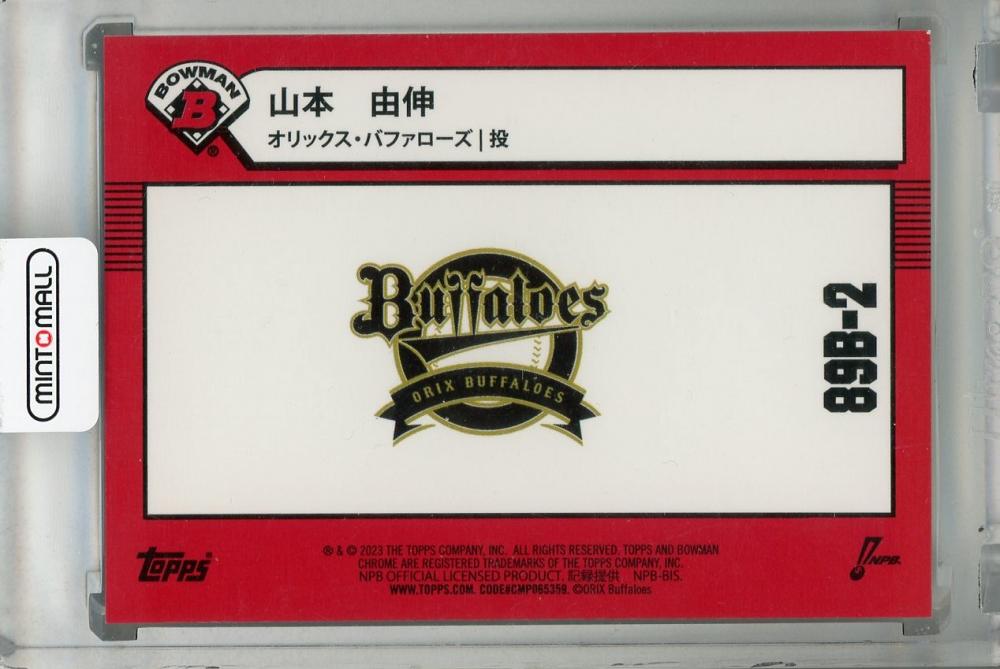 BOWMAN
B
®
山本 由伸
オリックス・バファローズ | 投
MINTOMALL
Buffaloes
ORIX BUFFALOES
89B-2
Topps
® & © 2023 THE TOPPS COMPANY, INC. ALL RIGHTS RESERVED. TOPPS AND BOWMAN
CHROME ARE REGISTERED TRADEMARKS OF THE TOPPS COMPANY, INC.
NPB OFFICIAL LICENSED PRODUCT. 記録提供 NPB-BIS.
WWW.TOPPS.COM. CODE#CMP065359. ©ORIX Buffaloes
NPB.